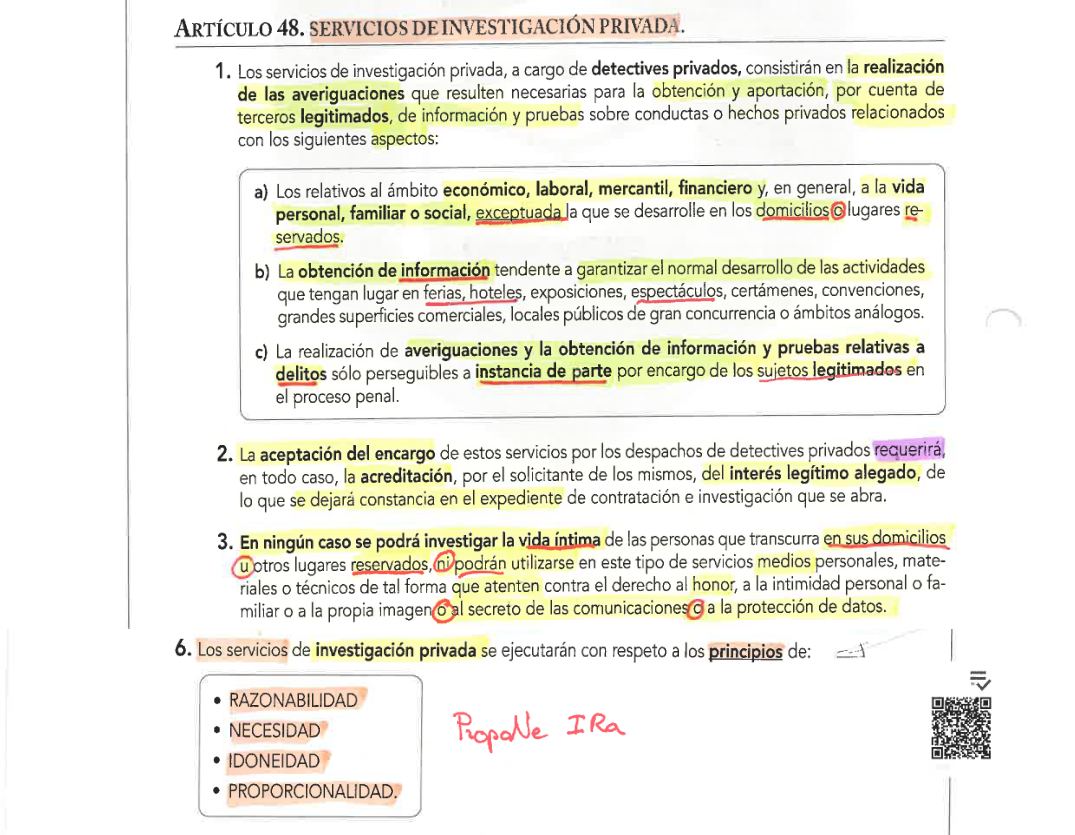 ARTÍCULO 48. SERVICIOS DE INVESTIGACIÓN PRIVADA.
1. Los servicios de investigación privada, a cargo de detectives privados, consistirán en la realización
de las averiguaciones que resulten necesarias para la obtención y aportación, por cuenta de
terceros legitimados, de información y pruebas sobre conductas o hechos privados relacionados
con los siguientes aspectos:
a) Los relativos al ámbito económico, laboral, mercantil, financiero y, en general, a la vida
personal, familiar o social, exceptuada la que se desarrolle en los domicilios o lugares re-
servados.
b) La obtención de información tendente a garantizar el normal desarrollo de las actividades
que tengan lugar en ferias, hoteles, exposiciones, espectáculos, certámenes, convenciones,
grandes superficies comerciales, locales públicos de gran concurrencia o ámbitos análogos.
c) La realización de averiguaciones y la obtención de información y pruebas relativas a
delitos sólo perseguibles a instancia de parte por encargo de los sujetos legitimados en
el proceso penal.
2. La aceptación del encargo de estos servicios por los despachos de detectives privados requerirá,
en todo caso, la acreditación, por el solicitante de los mismos, del interés legítimo alegado, de
lo que se dejará constancia en el expediente de contratación e investigación que se abra.
3. En ningún caso se podrá investigar la vida íntima de las personas que transcurra en sus domicilios
u otros lugares reservados, ni podrán utilizarse en este tipo de servicios medios personales, mate-
riales o técnicos de tal forma que atenten contra el derecho al honor, a la intimidad personal o fa-
miliar o a la propia imagen o al secreto de las comunicaciones o a la protección de datos.
6. Los servicios de investigación privada se ejecutarán con respeto a los principios de:
• RAZONABILIDAD
• NECESIDAD
• IDONEIDAD
• PROPORCIONALIDAD.
PropoNe IRa